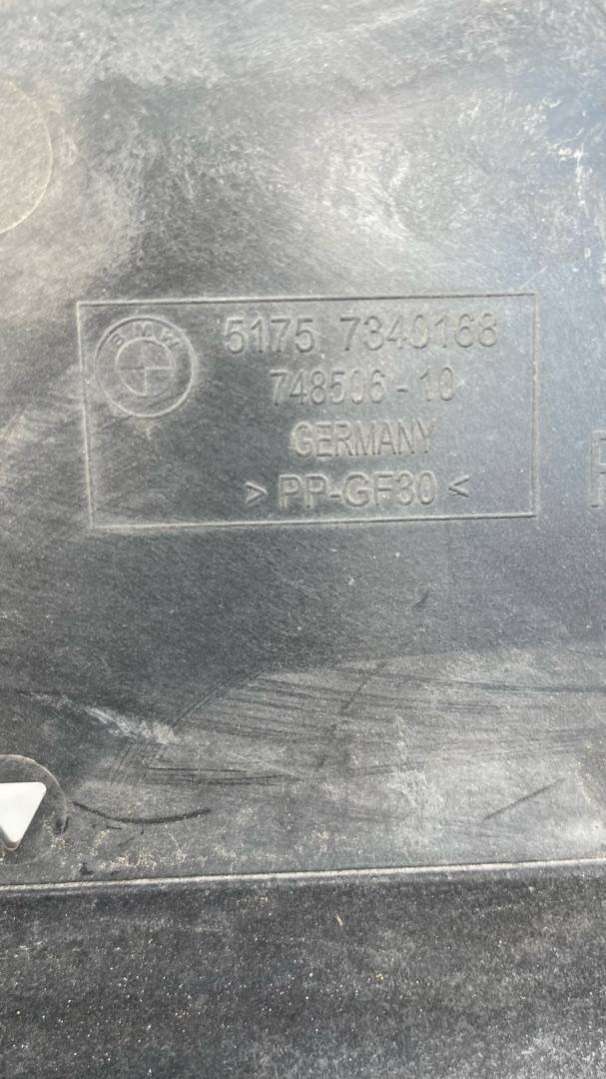 BMW
5175 7340168
748506-10
GERMANY
> PP-GF30 <